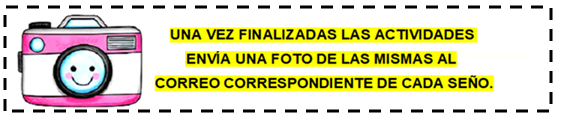 UNA VEZ FINALIZADAS LAS ACTIVIDADES
ENVÍA UNA FOTO DE LAS MISMAS AL
CORREO CORRESPONDIENTE DE CADA SEÑO.